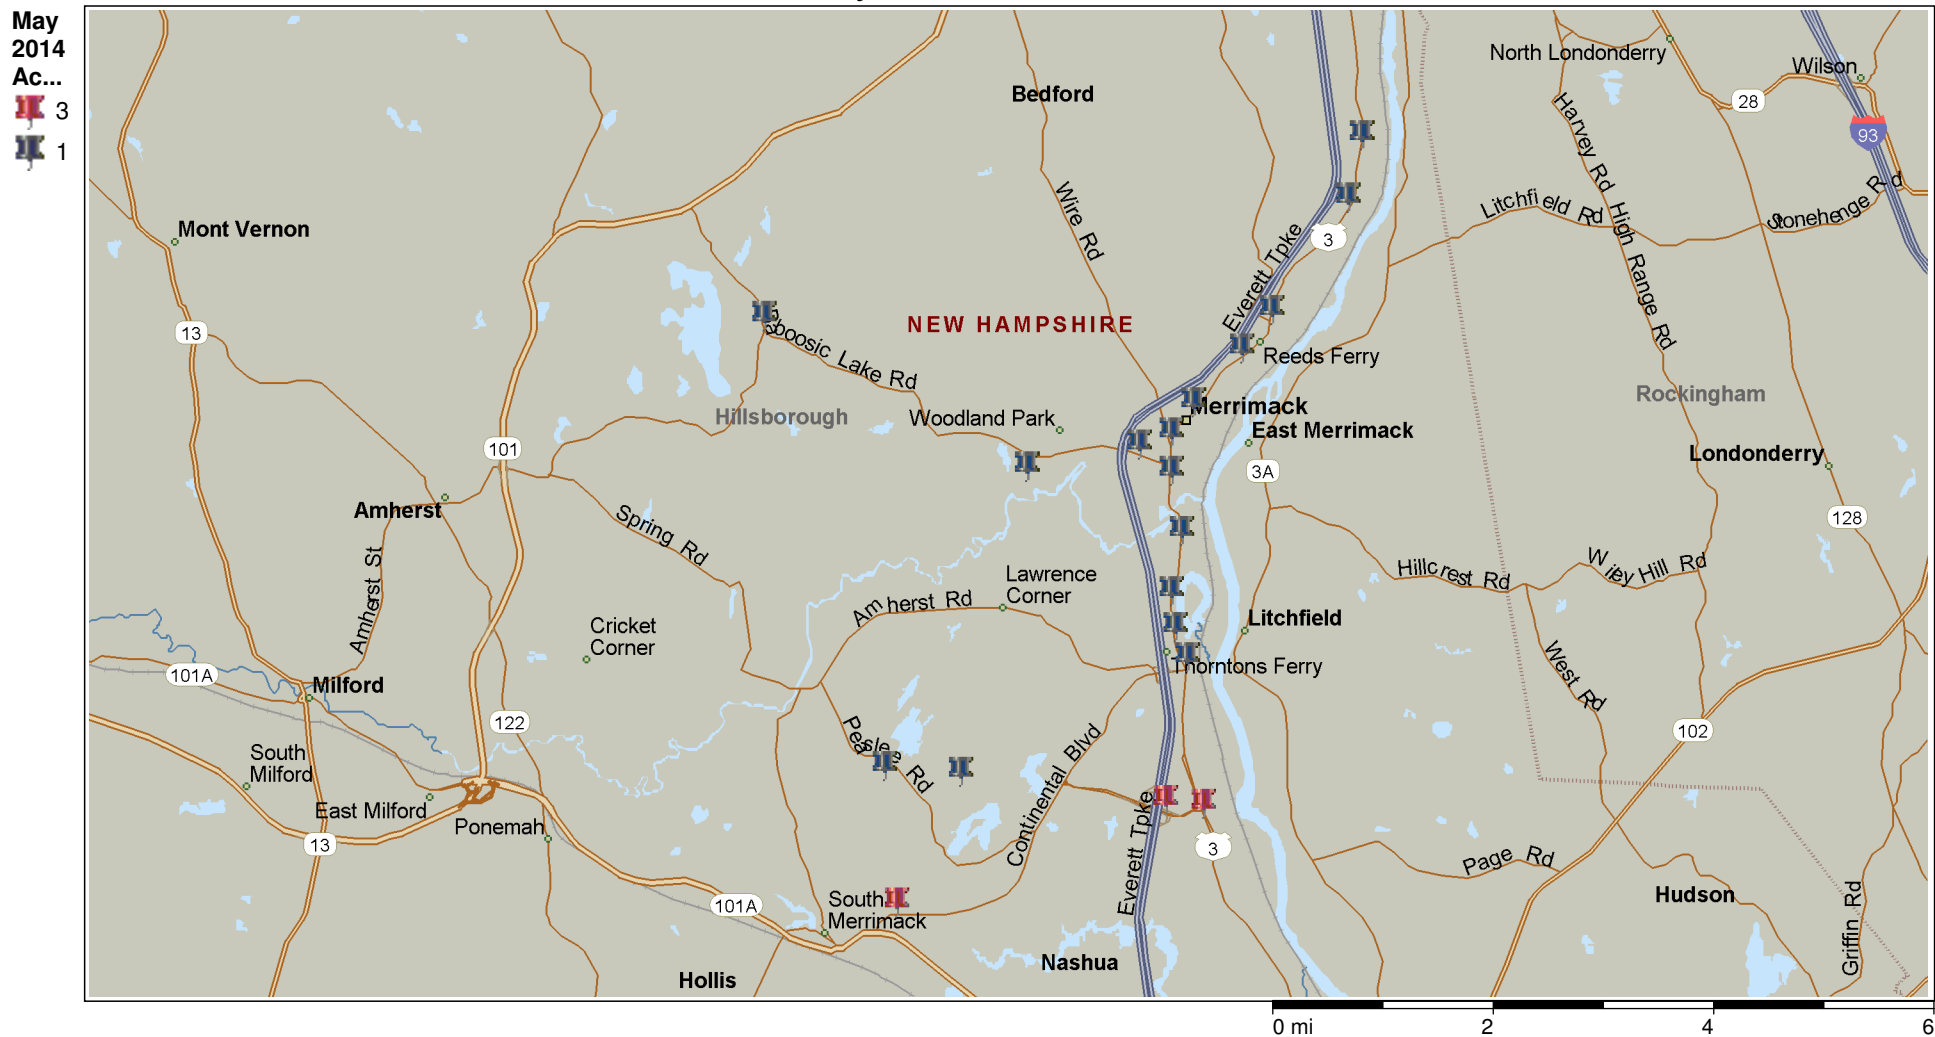 May
2014
Ac...
3
1
Bedford
North Londonderry
Wilson
28
93
Harvey Rd
High Range Rd
Litchfield Rd
Stonehenge Rd
Mont Vernon
Wire Rd
3
Everett Tpke
13
NEW HAMPSHIRE
boosic Lake Rd
Reeds Ferry
Hillsborough
Woodland Park
Merrimack
East Merrimack
Rockingham
Londonderry
101
3A
Amherst
Spring Rd
128
Amherst St
Hillcrest Rd
Wiley Hill Rd
Lawrence
Corner
Amherst Rd
Cricket
Corner
Litchfield
Thorntons Ferry
West Rd
101A
Milford
122
102
Peaslee Rd
Continental Blvd
South
Milford
East Milford
Ponemah
13
Everett Tpke
3
Page Rd
101A
South
Merrimack
Hudson
Griffin Rd
Nashua
Hollis
0 mi
2
4
6